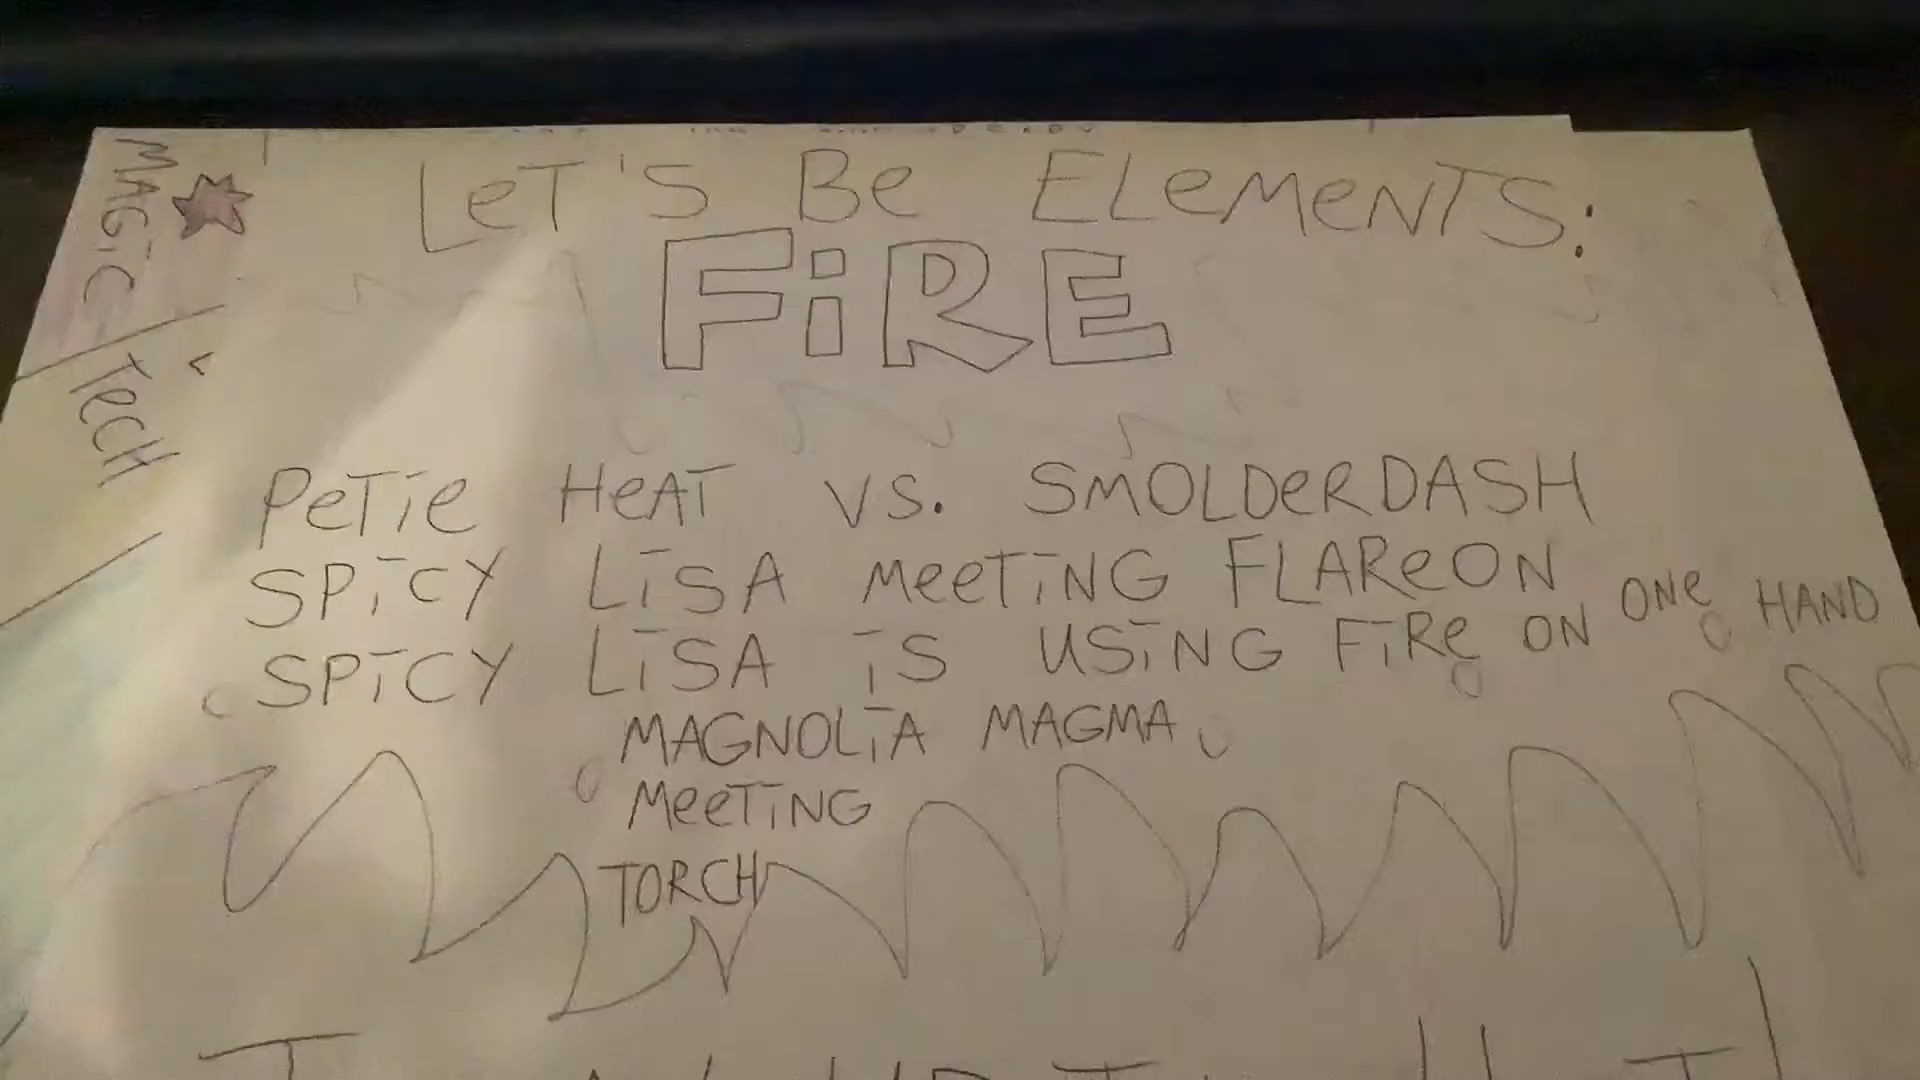 MAGiC
TecH
LeT'S Be ELeMeNTS:
FiRE
PeTie HeAT VS. SMOLDeRDASH
SPiCY LiSA MeeTiNG FLAReON
SPiCY LiSA iS USiNG FiRe ON ONe HAND
MAGNOLiA MAGMA
MeeTiNG
TORCH